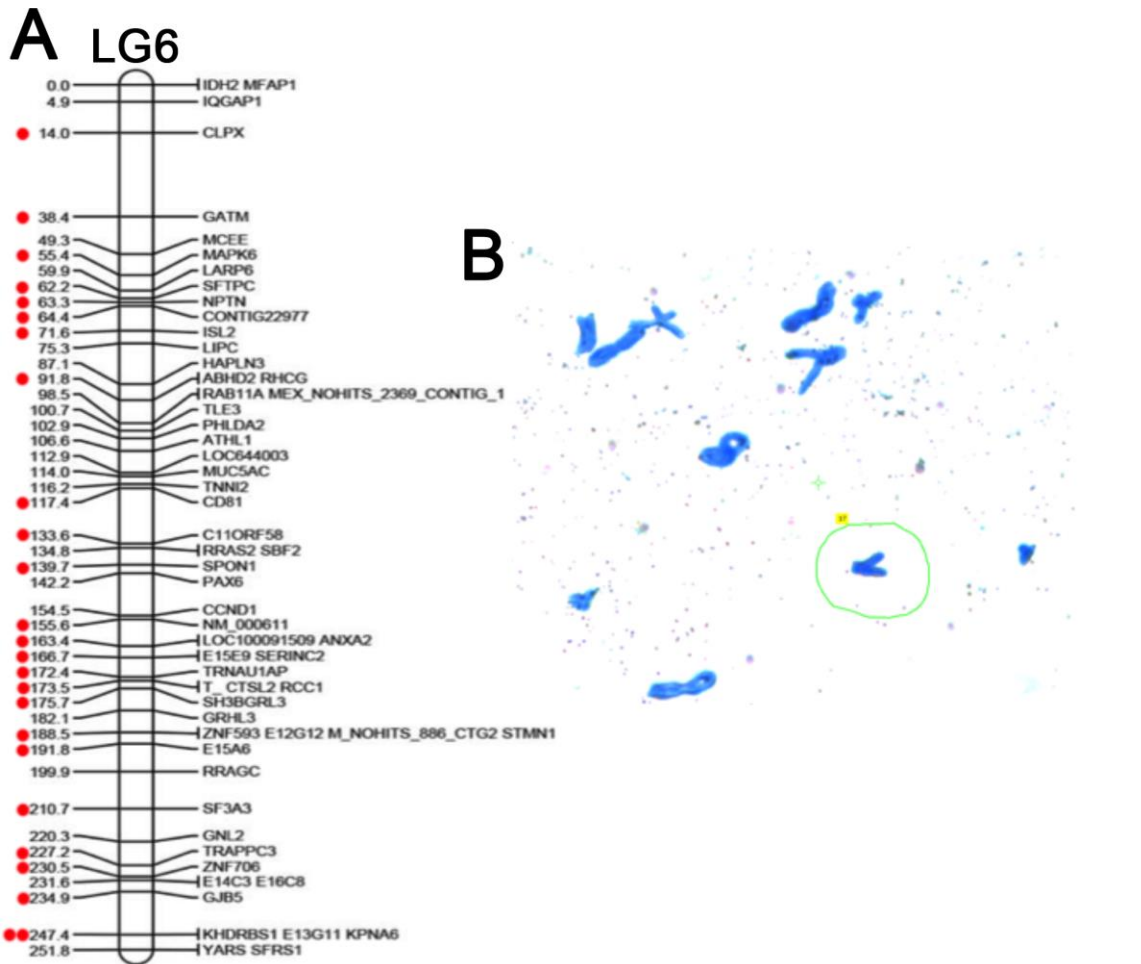 A LG6
0.0 IDH2 MFAP1
4.9 IQGAP1
14.0 CLPX
38.4 GATM
49.3 MCEE
55.4 MAPK6
59.9 LARP6
62.2 SFTPC
63.3 NPTN
64.4 CONTIG22977
71.6 ISL2
75.3 LIPC
87.1 HAPLN3
91.8 ABHD2 RHCG
98.5 RAB11A MEX_NOHITS_2369_CONTIG_1
100.7 TLE3
102.9 PHLDA2
106.6 ATHL1
112.9 LOC644003
114.0 MUC5AC
116.2 TNNI2
117.4 CD81
133.6 C11ORF58
134.8 RRAS2 SBF2
139.7 SPON1
142.2 PAX6
154.5 CCND1
155.6 NM_000611
163.4 LOC100091509 ANXA2
166.7 E15E9 SERINC2
172.4 TRNAU1AP
173.5 T_ CTSL2 RCC1
175.7 SH3BGRL3
182.1 GRHL3
188.5 ZNF593 E12G12 M_NOHITS_886_CTG2 STMN1
191.8 E15A6
199.9 RRAGC
210.7 SF3A3
220.3 GNL2
227.2 TRAPPC3
230.5 ZNF706
231.6 E14C3 E16C8
234.9 GJB5
247.4 KHDRBS1 E13G11 KPNA6
251.8 YARS SFRS1
B
37